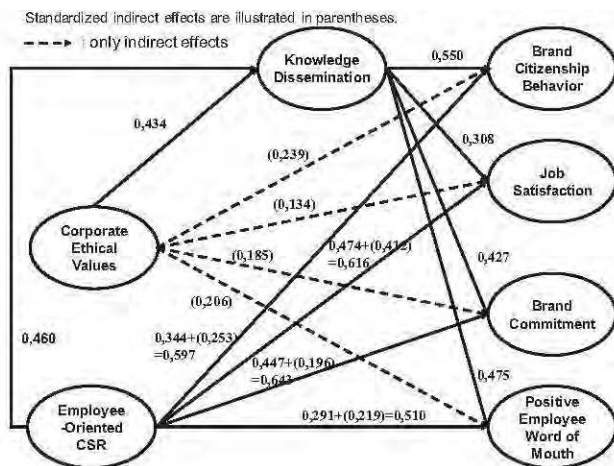 Standardized indirect effects are illustrated in parentheses.
: only indirect effects
Knowledge
Dissemination
0,550
Brand
Citizenship
Behavior
0,434
(0,239)
0,308
Job
Satisfaction
(0,134)
Corporate
Ethical
Values
(0,185)
0,474+(0,412)
=0,616
0,427
(0,206)
Brand
Commitment
0,460
0,344+(0,253)
=0,597
0,447+(0,196)
=0,643
0,475
Employee
-Oriented
CSR
0,291+(0,219)=0,510
Positive
Employee
Word of
Mouth